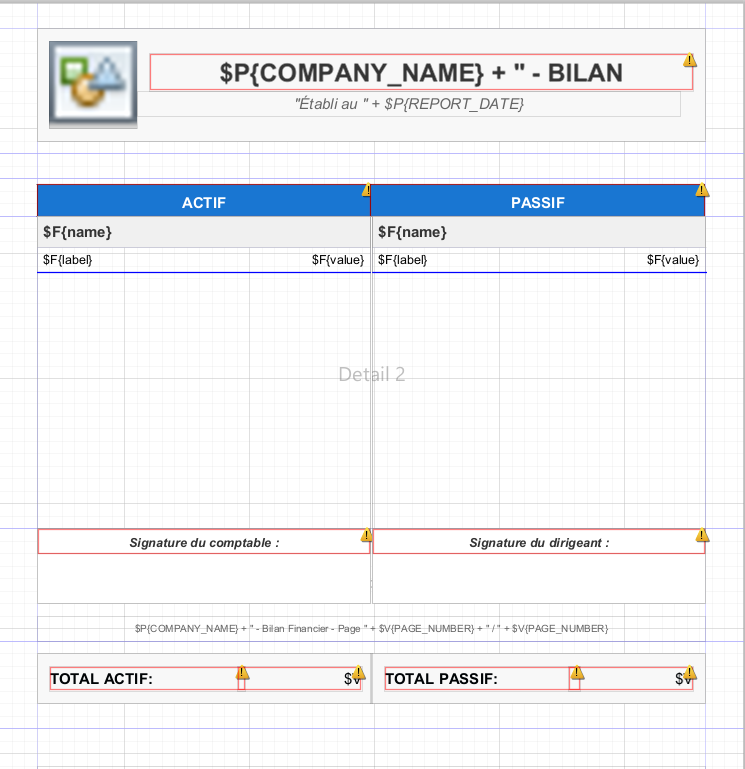 $P{COMPANY_NAME} + " - BILAN
"Établi au " + $P{REPORT_DATE}
ACTIF PASSIF
$F{name} $F{name}
$F{label} $F{value} $F{label} $F{value}
Detail 2
Signature du comptable : Signature du dirigeant :
$P{COMPANY_NAME} + " - Bilan Financier - Page " + $V{PAGE_NUMBER} + " / " + $V{PAGE_NUMBER}
TOTAL ACTIF: $V TOTAL PASSIF: $V